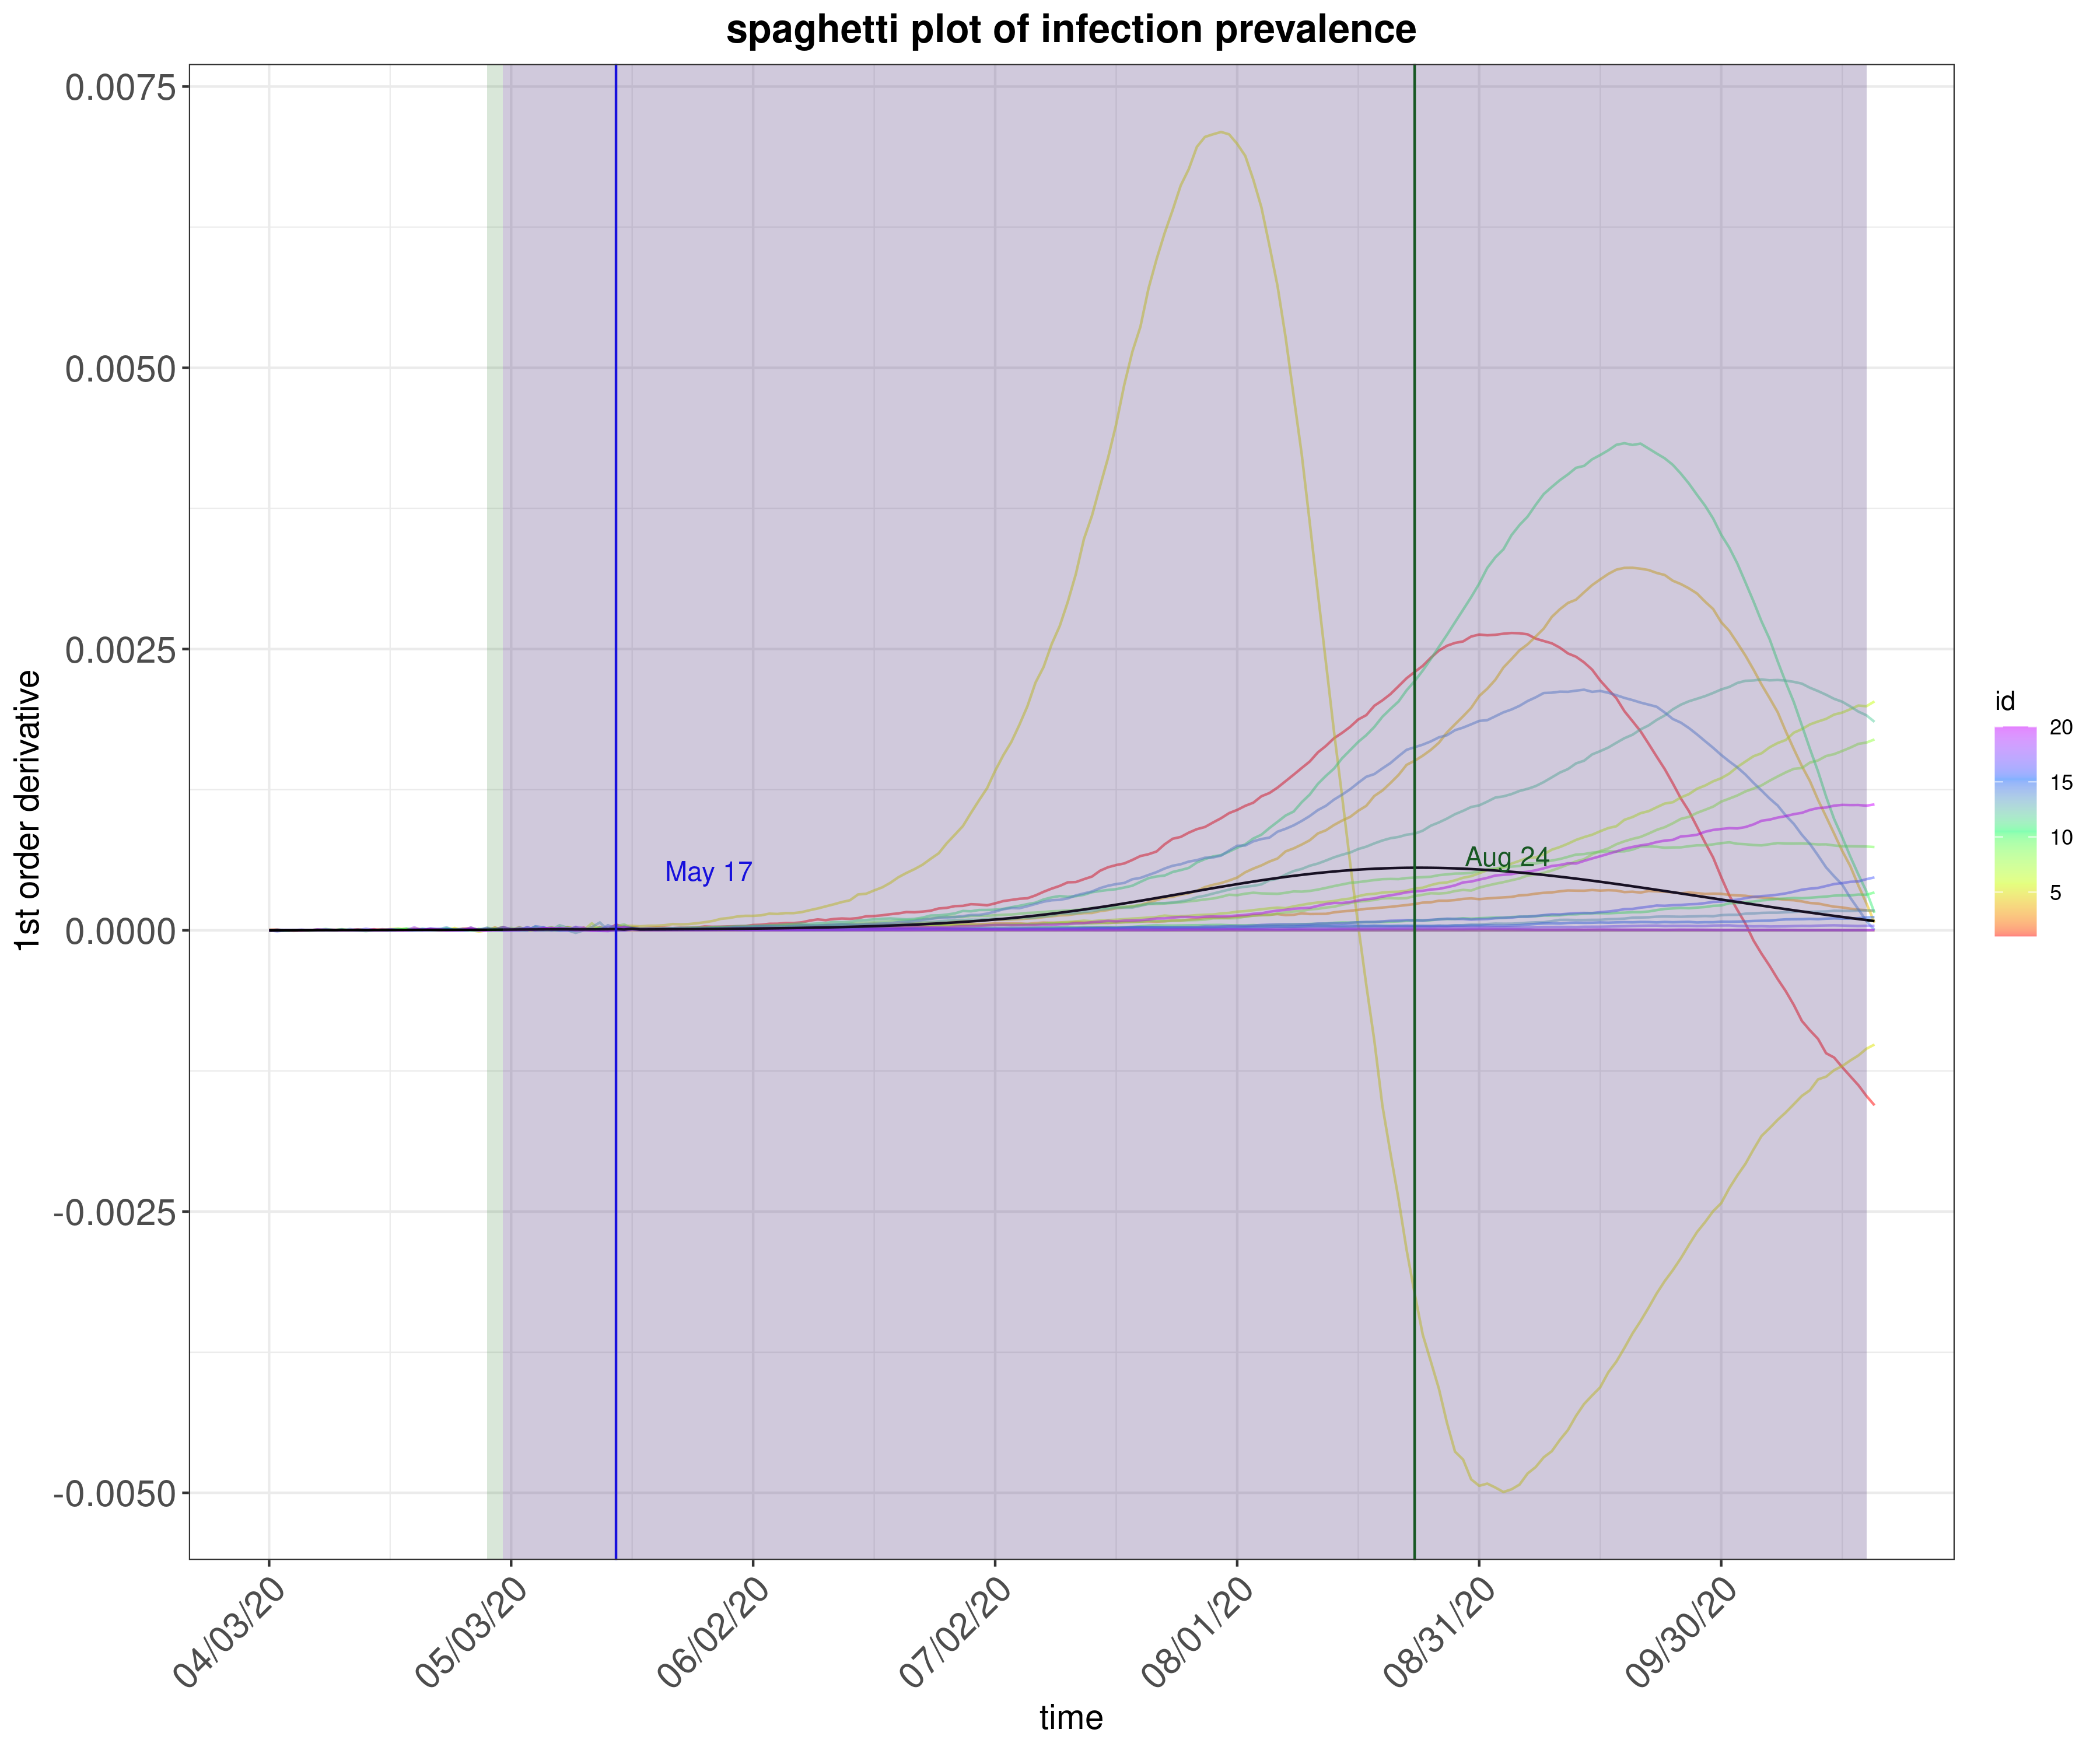 spaghetti plot of infection prevalence
1st order derivative
0.0075
0.0050
0.0025
0.0000
-0.0025
-0.0050
May 17
Aug 24
04/03/20
05/03/20
06/02/20
07/02/20
08/01/20
08/31/20
09/30/20
time
id
20
15
10
5